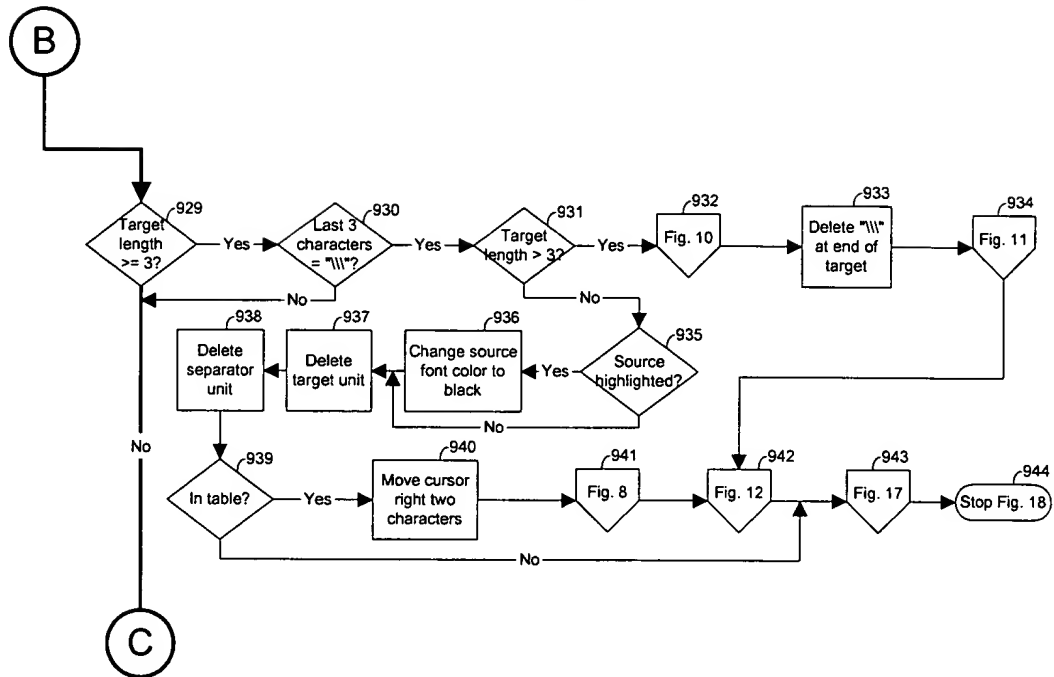 B
929
Target
length
>= 3?
Yes
930
Last 3
characters
= "\\\"?
Yes
931
Target
length > 3?
Yes
932
Fig. 10
933
Delete "\\\"
at end of
target
934
Fig. 11
No
No
938
Delete
separator
unit
937
Delete
target unit
936
Change source
font color to
black
Yes
935
Source
highlighted?
No
No
939
In table?
Yes
940
Move cursor
right two
characters
941
Fig. 8
942
Fig. 12
943
Fig. 17
944
Stop Fig. 18
No
C